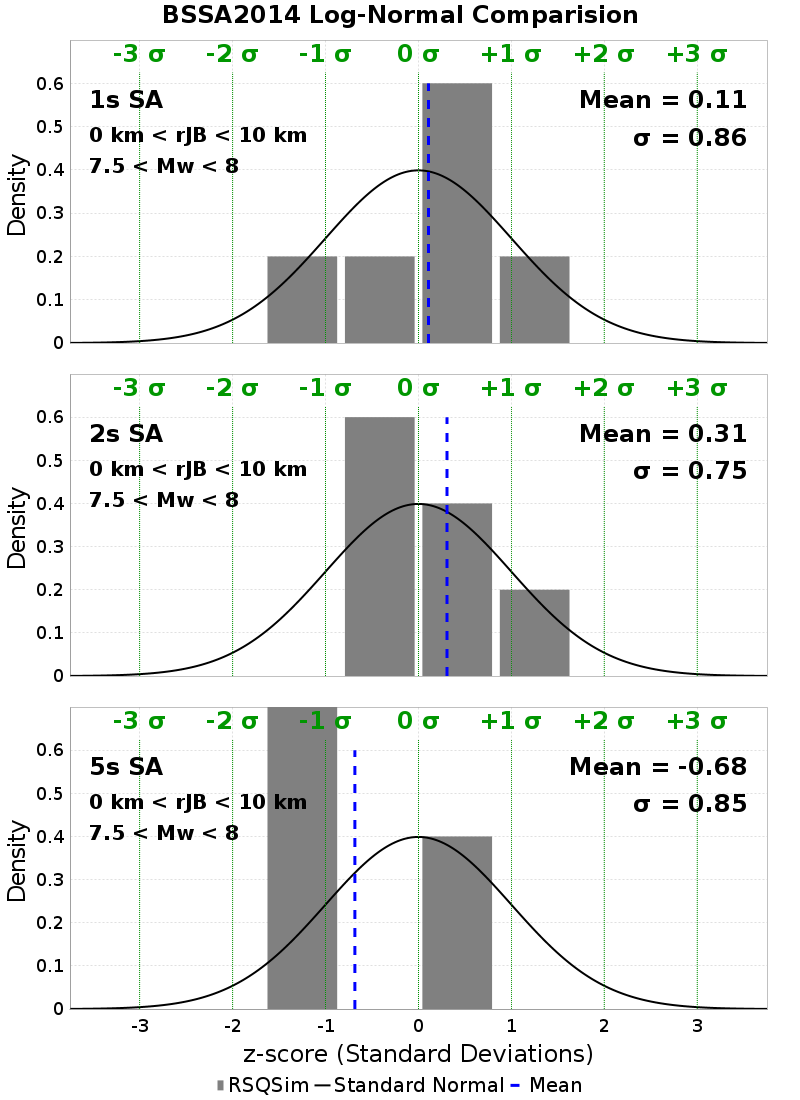 BSSA2014 Log-Normal Comparision
-3 σ -2 σ -1 σ 0 σ +1 σ +2 σ +3 σ
1s SA
0 km < rJB < 10 km
7.5 < Mw < 8
Mean = 0.11
σ = 0.86
Density
0.6
0.5
0.4
0.3
0.2
0.1
0
-3 σ -2 σ -1 σ 0 σ +1 σ +2 σ +3 σ
2s SA
0 km < rJB < 10 km
7.5 < Mw < 8
Mean = 0.31
σ = 0.75
Density
0.6
0.5
0.4
0.3
0.2
0.1
0
-3 σ -2 σ -1 σ 0 σ +1 σ +2 σ +3 σ
5s SA
0 km < rJB < 10 km
7.5 < Mw < 8
Mean = -0.68
σ = 0.85
Density
0.6
0.5
0.4
0.3
0.2
0.1
0
-3 -2 -1 0 1 2 3
z-score (Standard Deviations)
RSQSim Standard Normal Mean